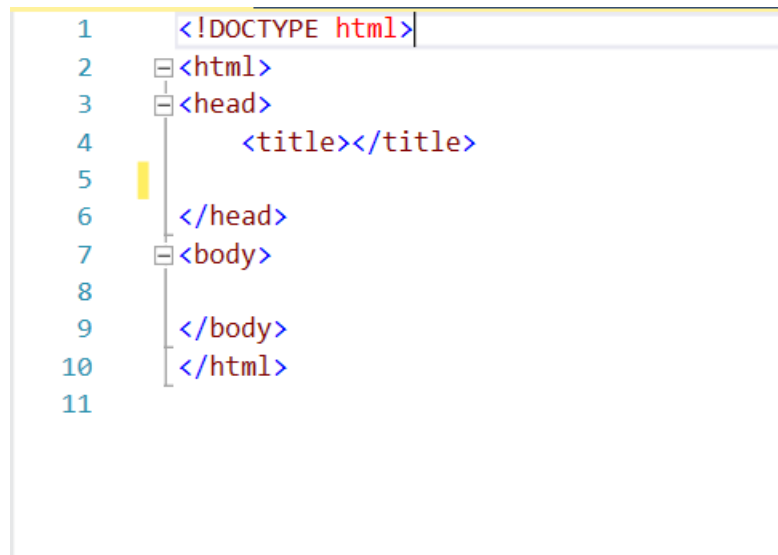 1 <!DOCTYPE html>
2 <html>
3 <head>
4 <title></title>
5
6 </head>
7 <body>
8
9 </body>
10 </html>
11